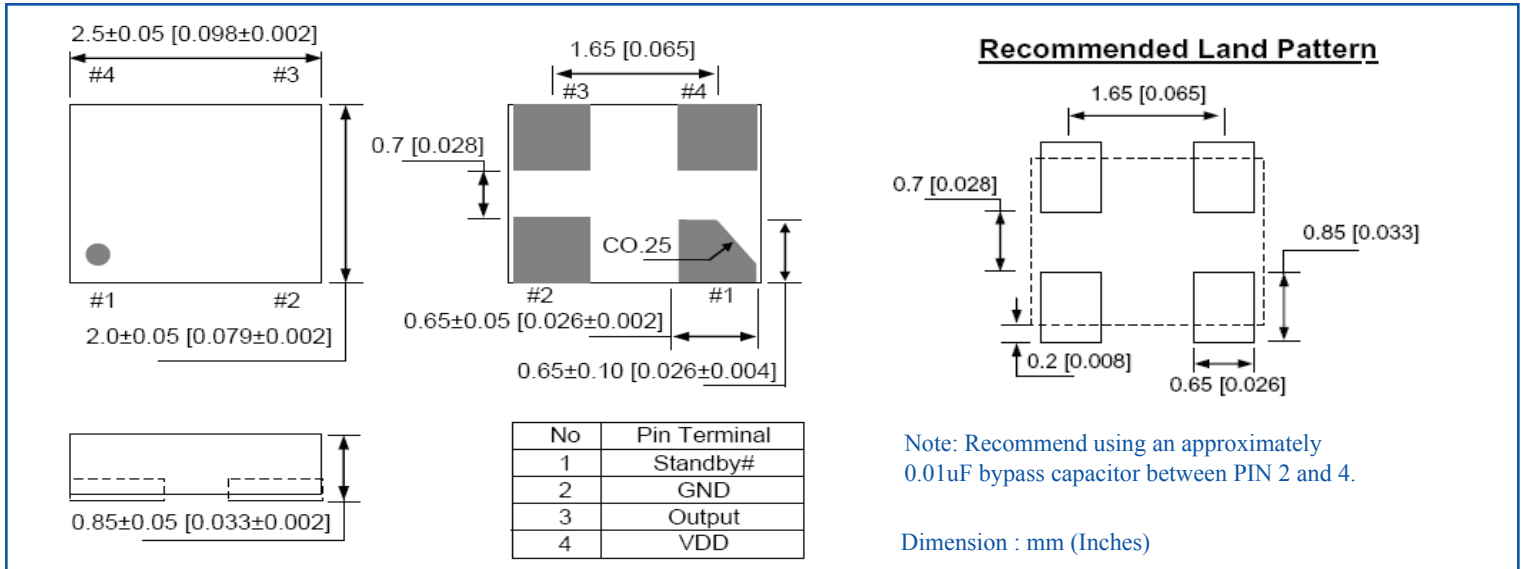 2.5±0.05 [0.098±0.002]
#4 #3
#1 #2
2.0±0.05 [0.079±0.002]
0.85±0.05 [0.033±0.002]
1.65 [0.065]
#3 #4
0.7 [0.028]
CO.25
#2 #1
0.65±0.05 [0.026±0.002]
0.65±0.10 [0.026±0.004]
No Pin Terminal
1 Standby#
2 GND
3 Output
4 VDD
Recommended Land Pattern
1.65 [0.065]
0.7 [0.028]
0.85 [0.033]
0.2 [0.008]
0.65 [0.026]
Note: Recommend using an approximately
0.01uF bypass capacitor between PIN 2 and 4.
Dimension : mm (Inches)